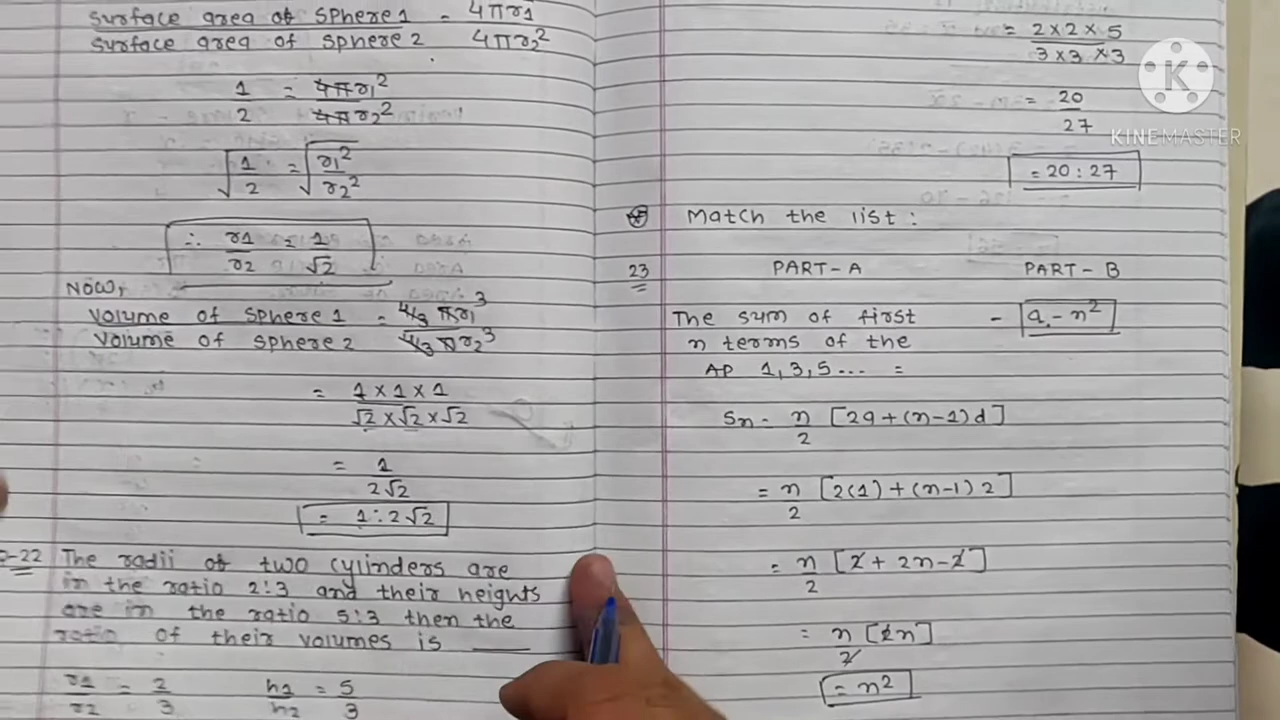 surface area of sphere 1 = 4πr1
surface area of sphere 2 4πr2²
1 = 4πr1²
2 4πr2²
√1/2 = √r1²/r2²
∴ r1 = 1
r2 √2
NOW,
volume of sphere 1 = 4/3 πr1³
volume of sphere 2 4/3 πr2³
= 1 × 1 × 1
√2 × √2 × √2
= 1
2√2
= 1:2√2
Q-22 The radii of two cylinders are
in the ratio 2:3 and their heights
are in the ratio 5:3 then the
ratio of their volumes is ____
r1 = 2 h1 = 5
r2 3 h2 3
= 2 × 2 × 5
3 × 3 × 3
= 20
27
= 20:27
Match the list:
23 PART-A PART-B
The sum of first - a. - n²
n terms of the
AP 1, 3, 5 ... =
Sn = n/2 [2a + (n-1)d]
= n/2 [2(1) + (n-1) 2]
= n/2 [2 + 2n - 2]
= n/2 [2n]
= n²
K
KINEMASTER